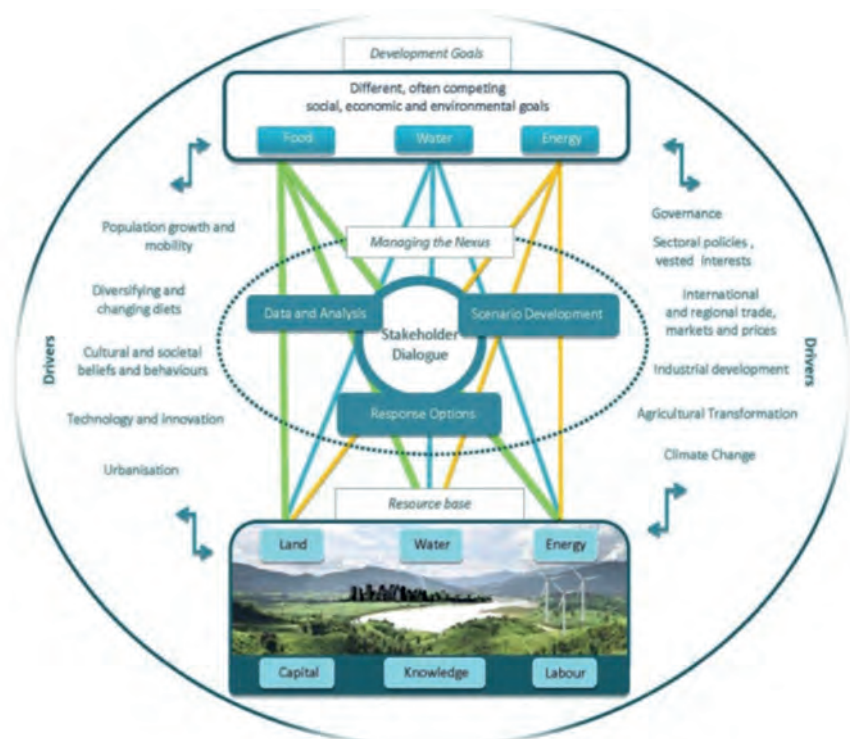 Development Goals
Different, often competing
social, economic and environmental goals
Food
Water
Energy
Population growth and
mobility
Diversifying and
changing diets
Cultural and societal
beliefs and behaviours
Technology and innovation
Urbanisation
Drivers
Managing the Nexus
Data and Analysis
Scenario Development
Stakeholder
Dialogue
Response Options
Governance
Sectoral policies ,
vested interests
International
and regional trade,
markets and prices
Industrial development
Agricultural Transformation
Climate Change
Drivers
Resource base
Land
Water
Energy
Capital
Knowledge
Labour